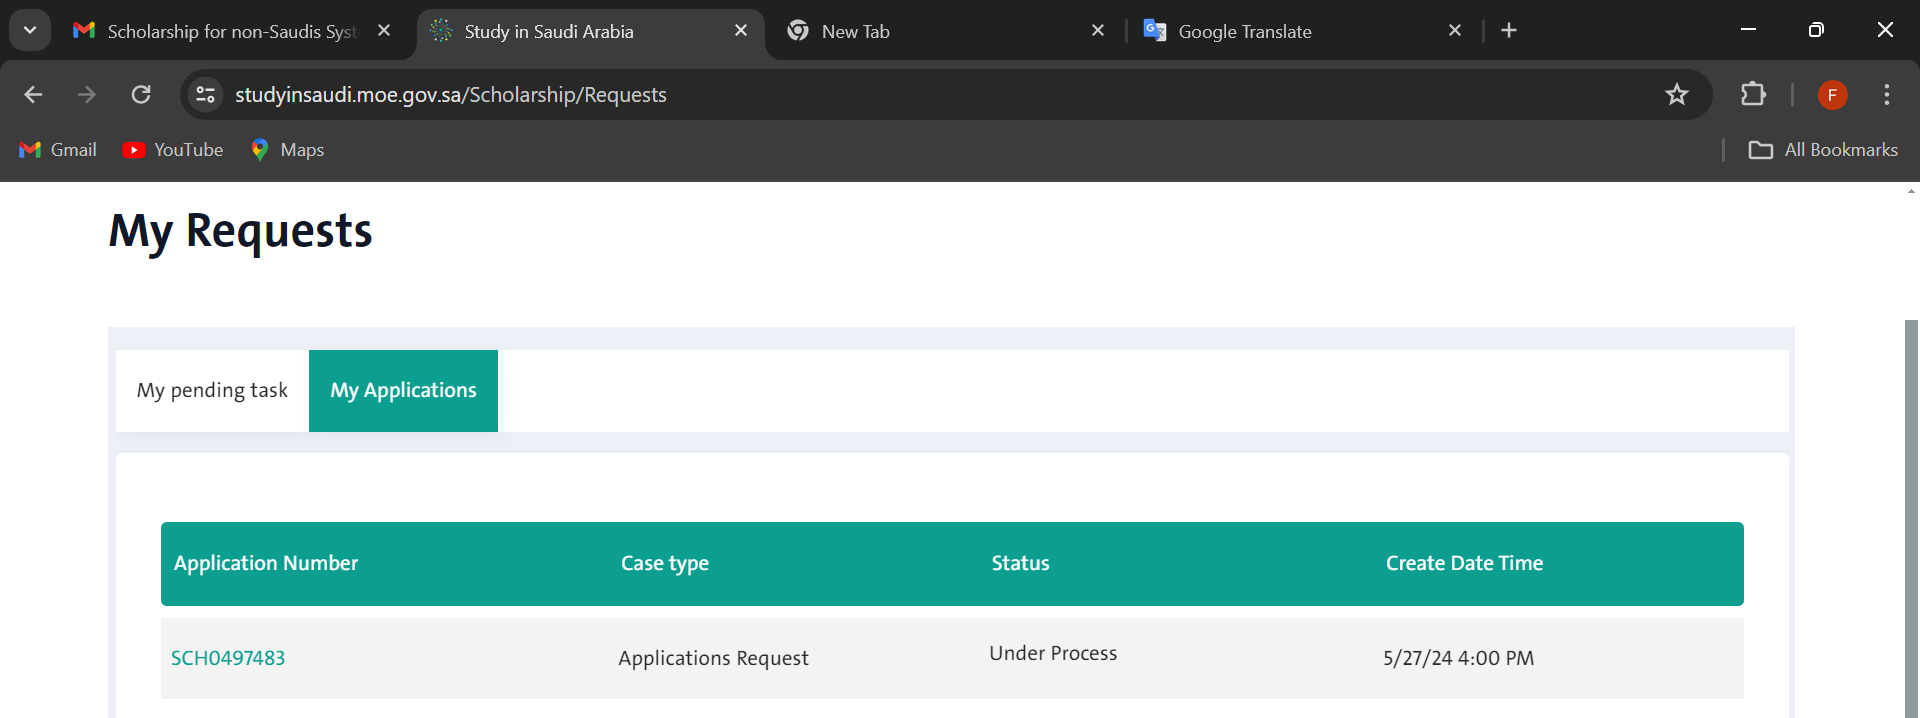 Scholarship for non-Saudis Syst
Study in Saudi Arabia
New Tab
Google Translate
studyinsaudi.moe.gov.sa/Scholarship/Requests
F
Gmail
YouTube
Maps
All Bookmarks
My Requests
My pending task
My Applications
Application Number Case type Status Create Date Time
SCH0497483 Applications Request Under Process 5/27/24 4:00 PM